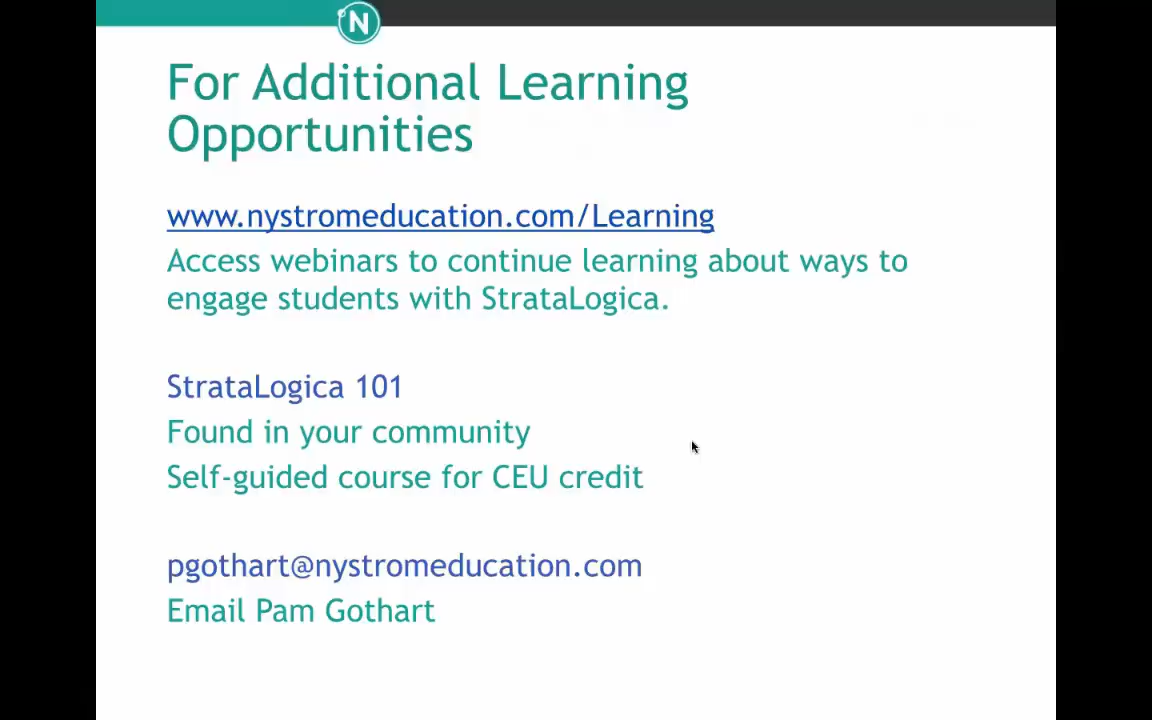 N
For Additional Learning
Opportunities
www.nystromeducation.com/Learning
Access webinars to continue learning about ways to
engage students with StrataLogica.
StrataLogica 101
Found in your community
Self-guided course for CEU credit
pgothart@nystromeducation.com
Email Pam Gothart